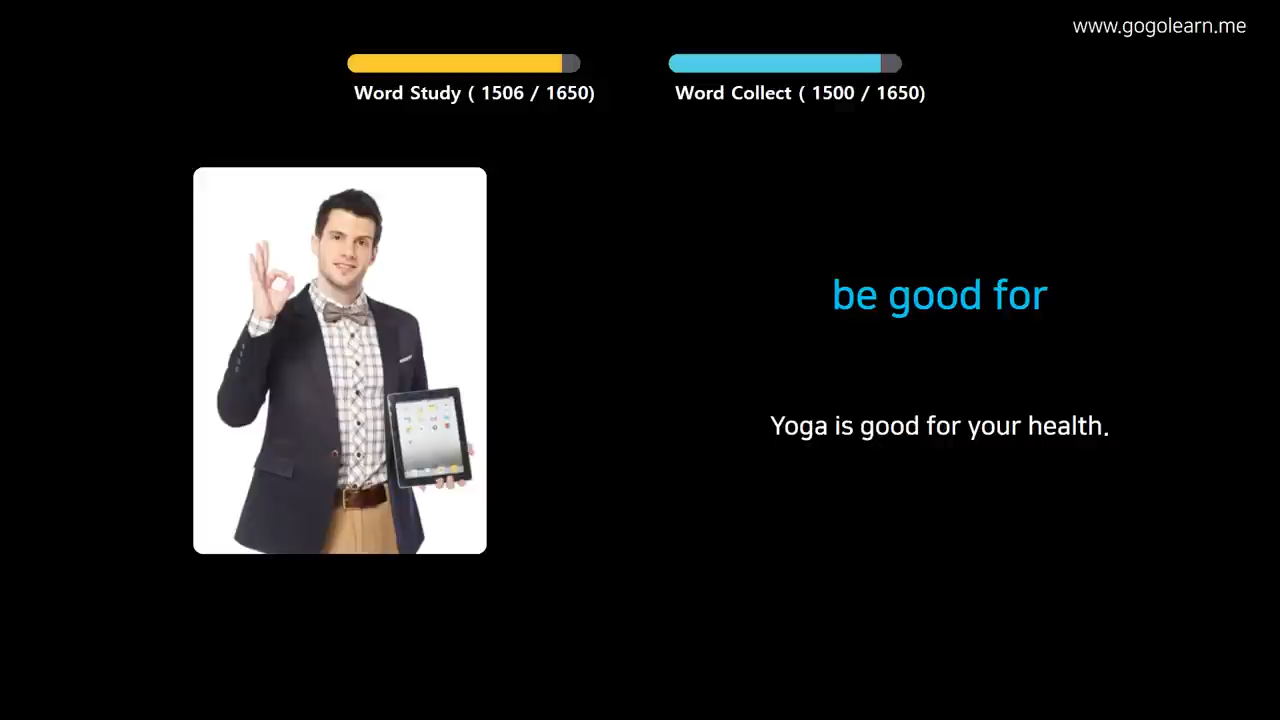 www.gogolearn.me
Word Study ( 1506 / 1650)
Word Collect ( 1500 / 1650)
be good for
Yoga is good for your health.